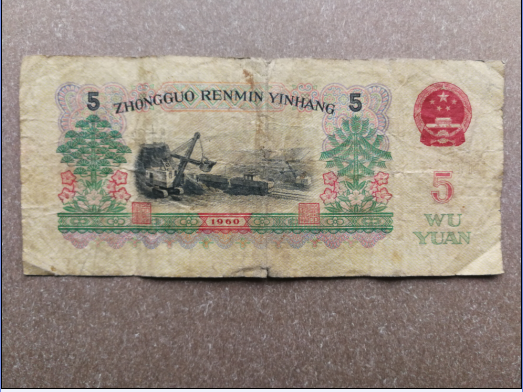 5 ZHONGGUO RENMIN YINHANG 5
1960
5
WU
YUAN